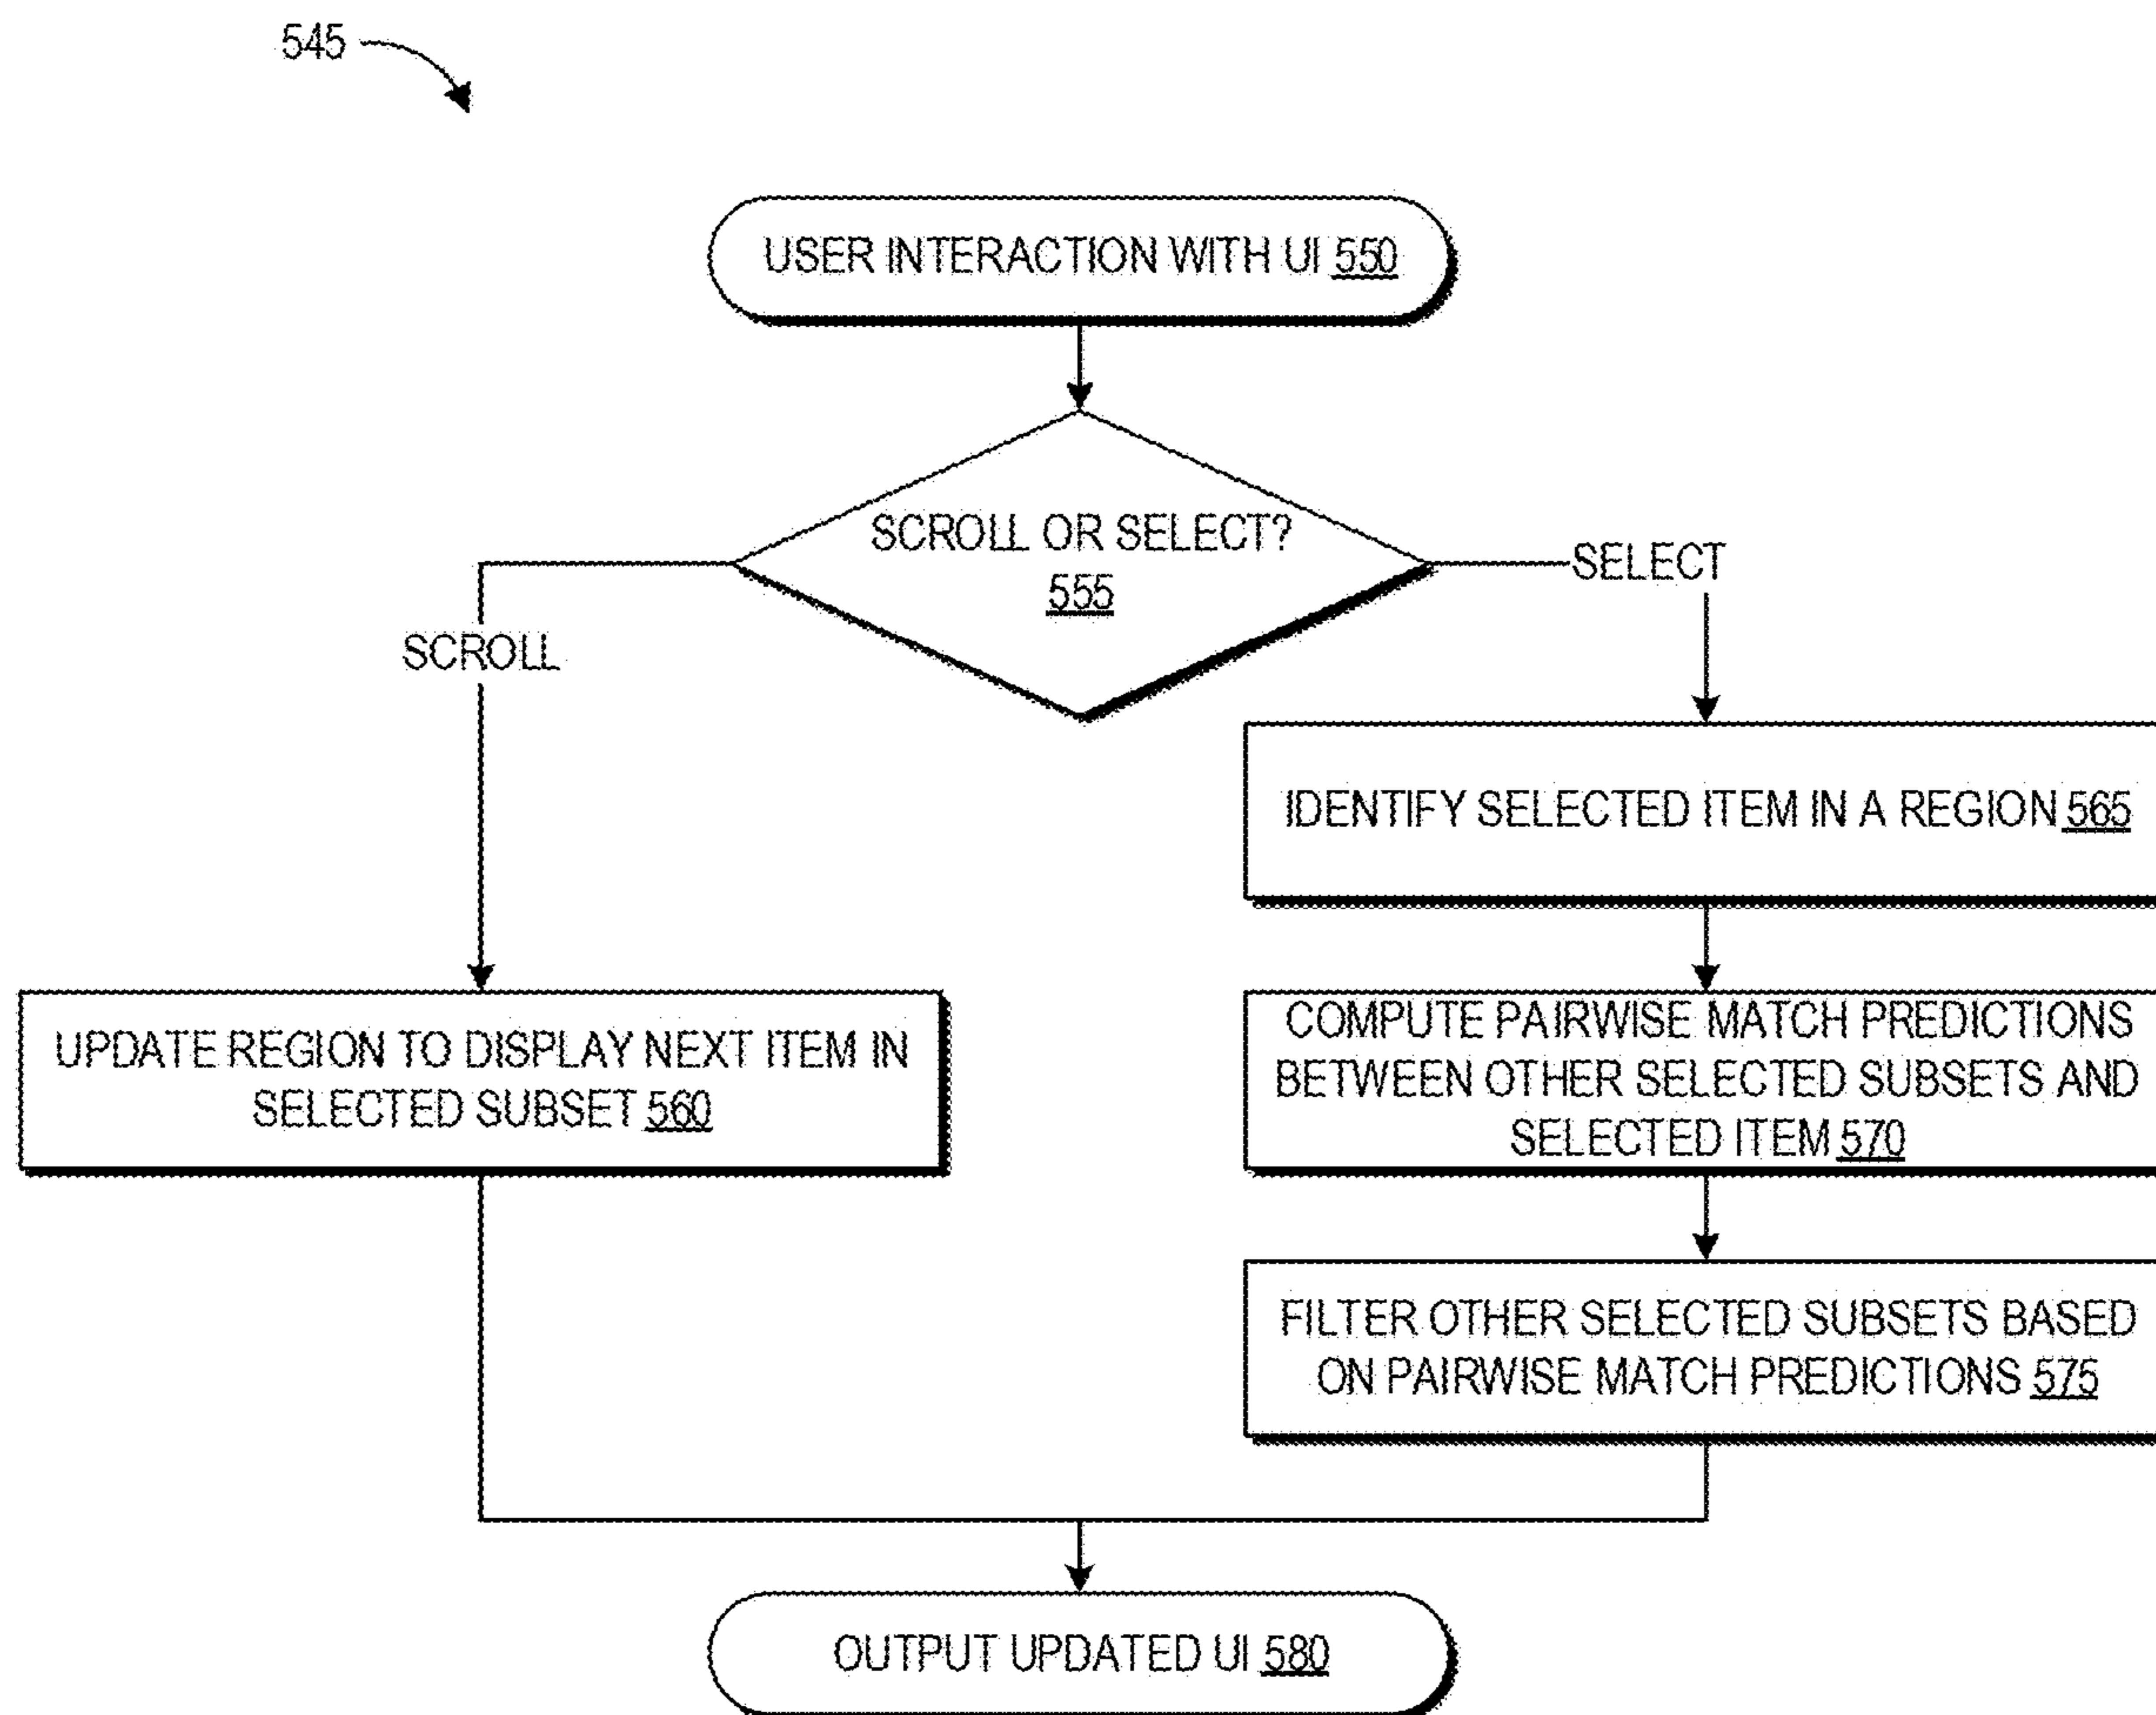 545
USER INTERACTION WITH UI 550
SCROLL OR SELECT?
555
SELECT
SCROLL
IDENTIFY SELECTED ITEM IN A REGION 565
UPDATE REGION TO DISPLAY NEXT ITEM IN
SELECTED SUBSET 560
COMPUTE PAIRWISE MATCH PREDICTIONS
BETWEEN OTHER SELECTED SUBSETS AND
SELECTED ITEM 570
FILTER OTHER SELECTED SUBSETS BASED
ON PAIRWISE MATCH PREDICTIONS 575
OUTPUT UPDATED UI 580